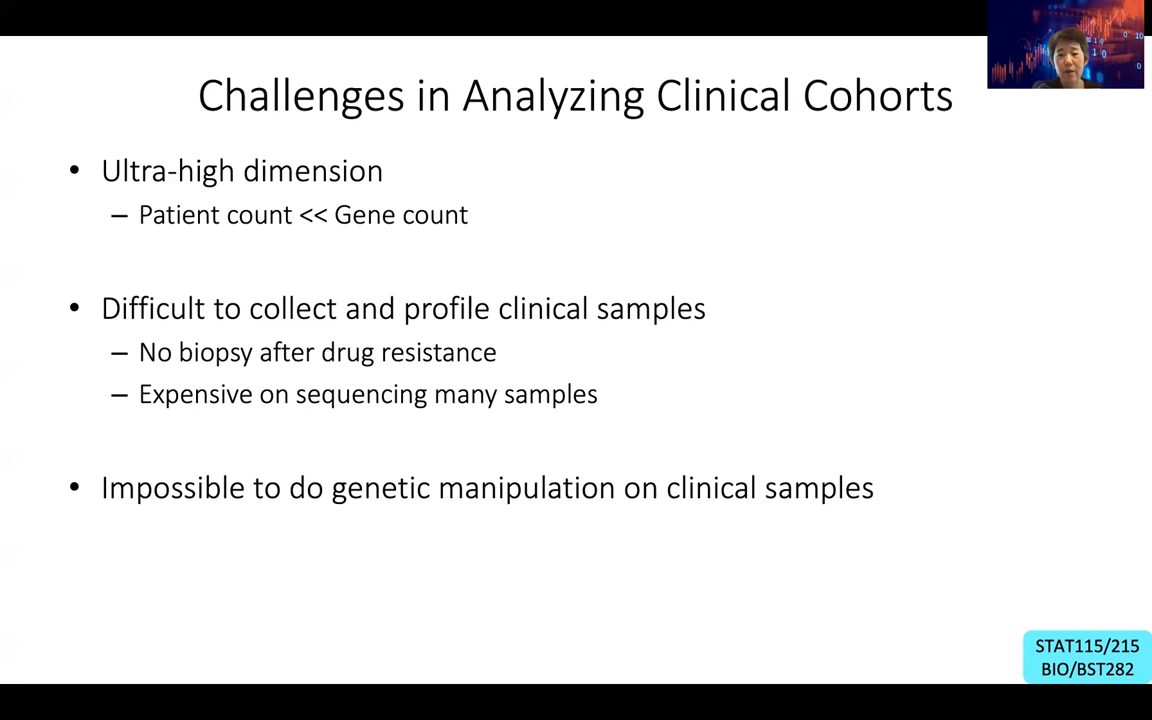 Challenges in Analyzing Clinical Cohorts
• Ultra-high dimension
– Patient count << Gene count
• Difficult to collect and profile clinical samples
– No biopsy after drug resistance
– Expensive on sequencing many samples
• Impossible to do genetic manipulation on clinical samples
STAT115/215
BIO/BST282